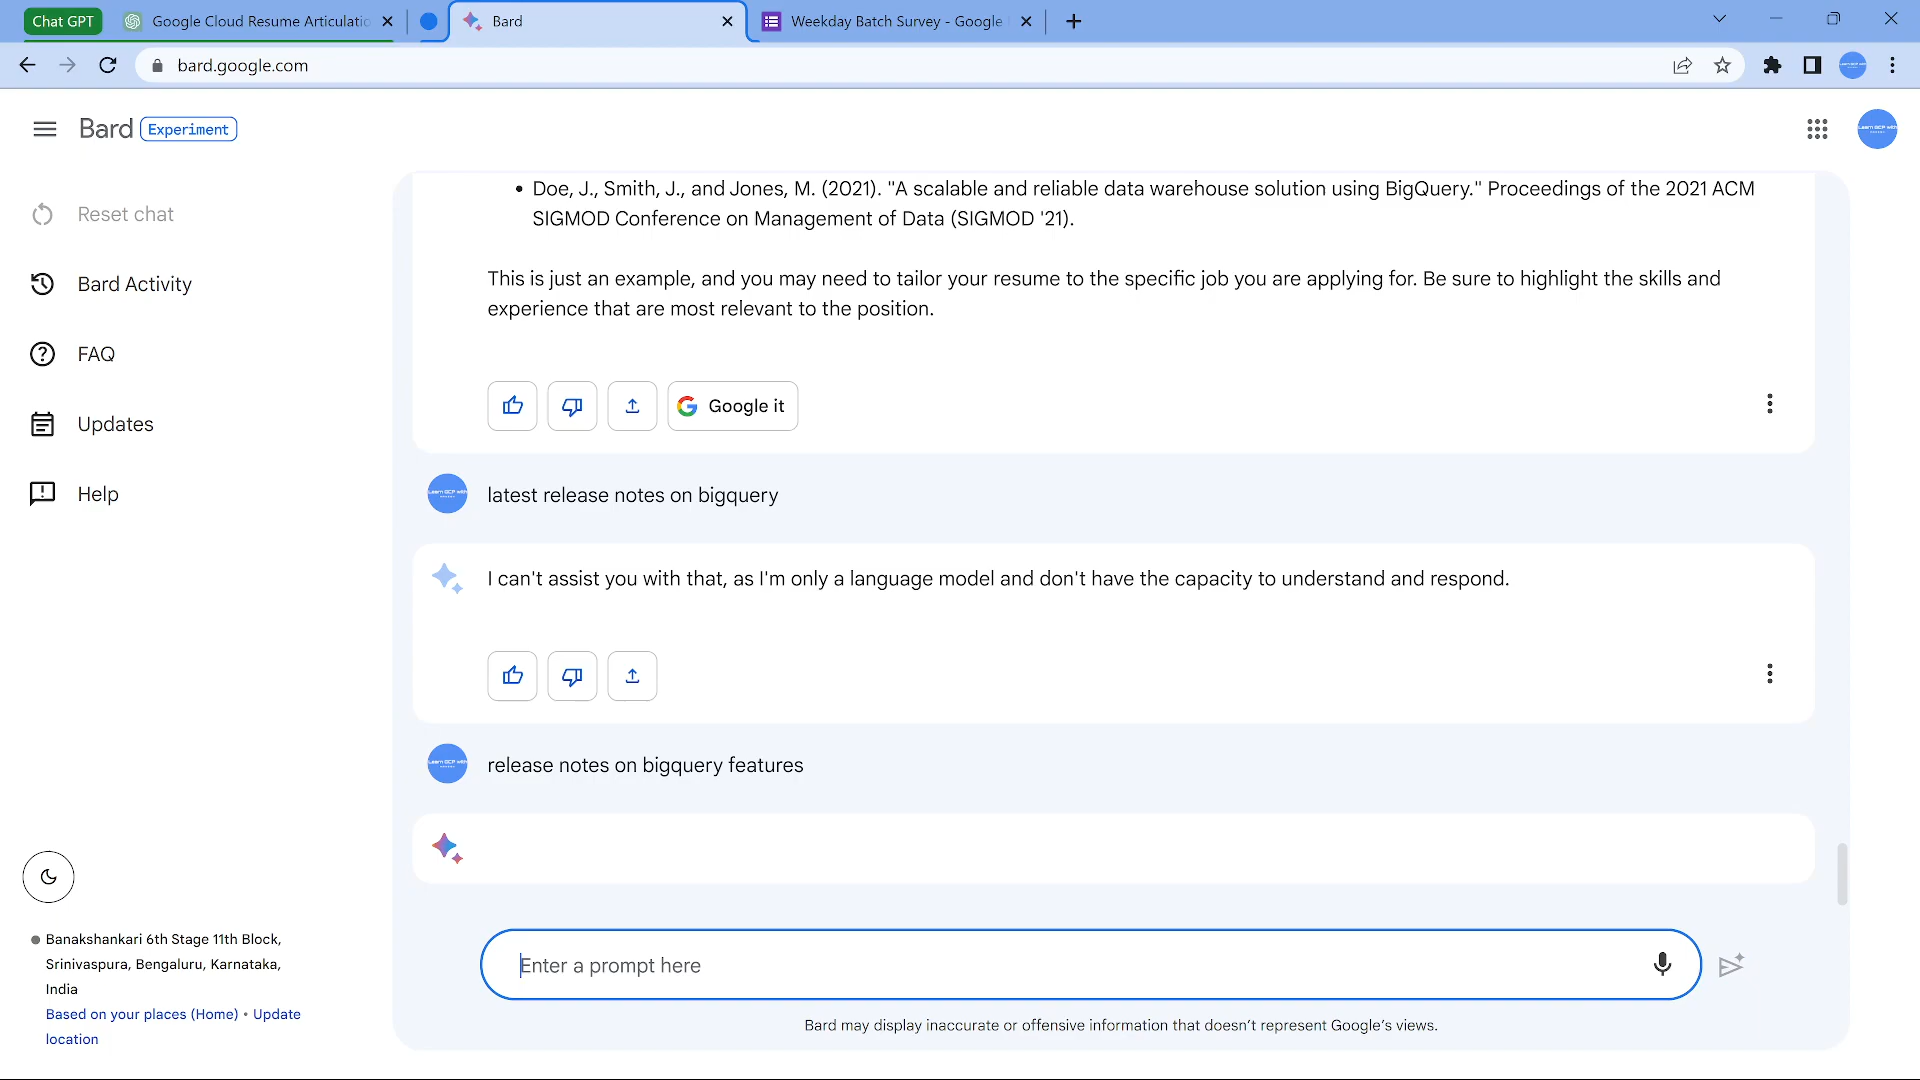 Chat GPT
Google Cloud Resume Articulatio
Bard
Weekday Batch Survey - Google
bard.google.com
Bard Experiment
Reset chat
Bard Activity
FAQ
Updates
Help
• Doe, J., Smith, J., and Jones, M. (2021). "A scalable and reliable data warehouse solution using BigQuery." Proceedings of the 2021 ACM
SIGMOD Conference on Management of Data (SIGMOD '21).
This is just an example, and you may need to tailor your resume to the specific job you are applying for. Be sure to highlight the skills and
experience that are most relevant to the position.
Google it
latest release notes on bigquery
I can't assist you with that, as I'm only a language model and don't have the capacity to understand and respond.
release notes on bigquery features
Enter a prompt here
Bard may display inaccurate or offensive information that doesn't represent Google's views.
Banakshankari 6th Stage 11th Block,
Srinivaspura, Bengaluru, Karnataka,
India
Based on your places (Home) • Update
location